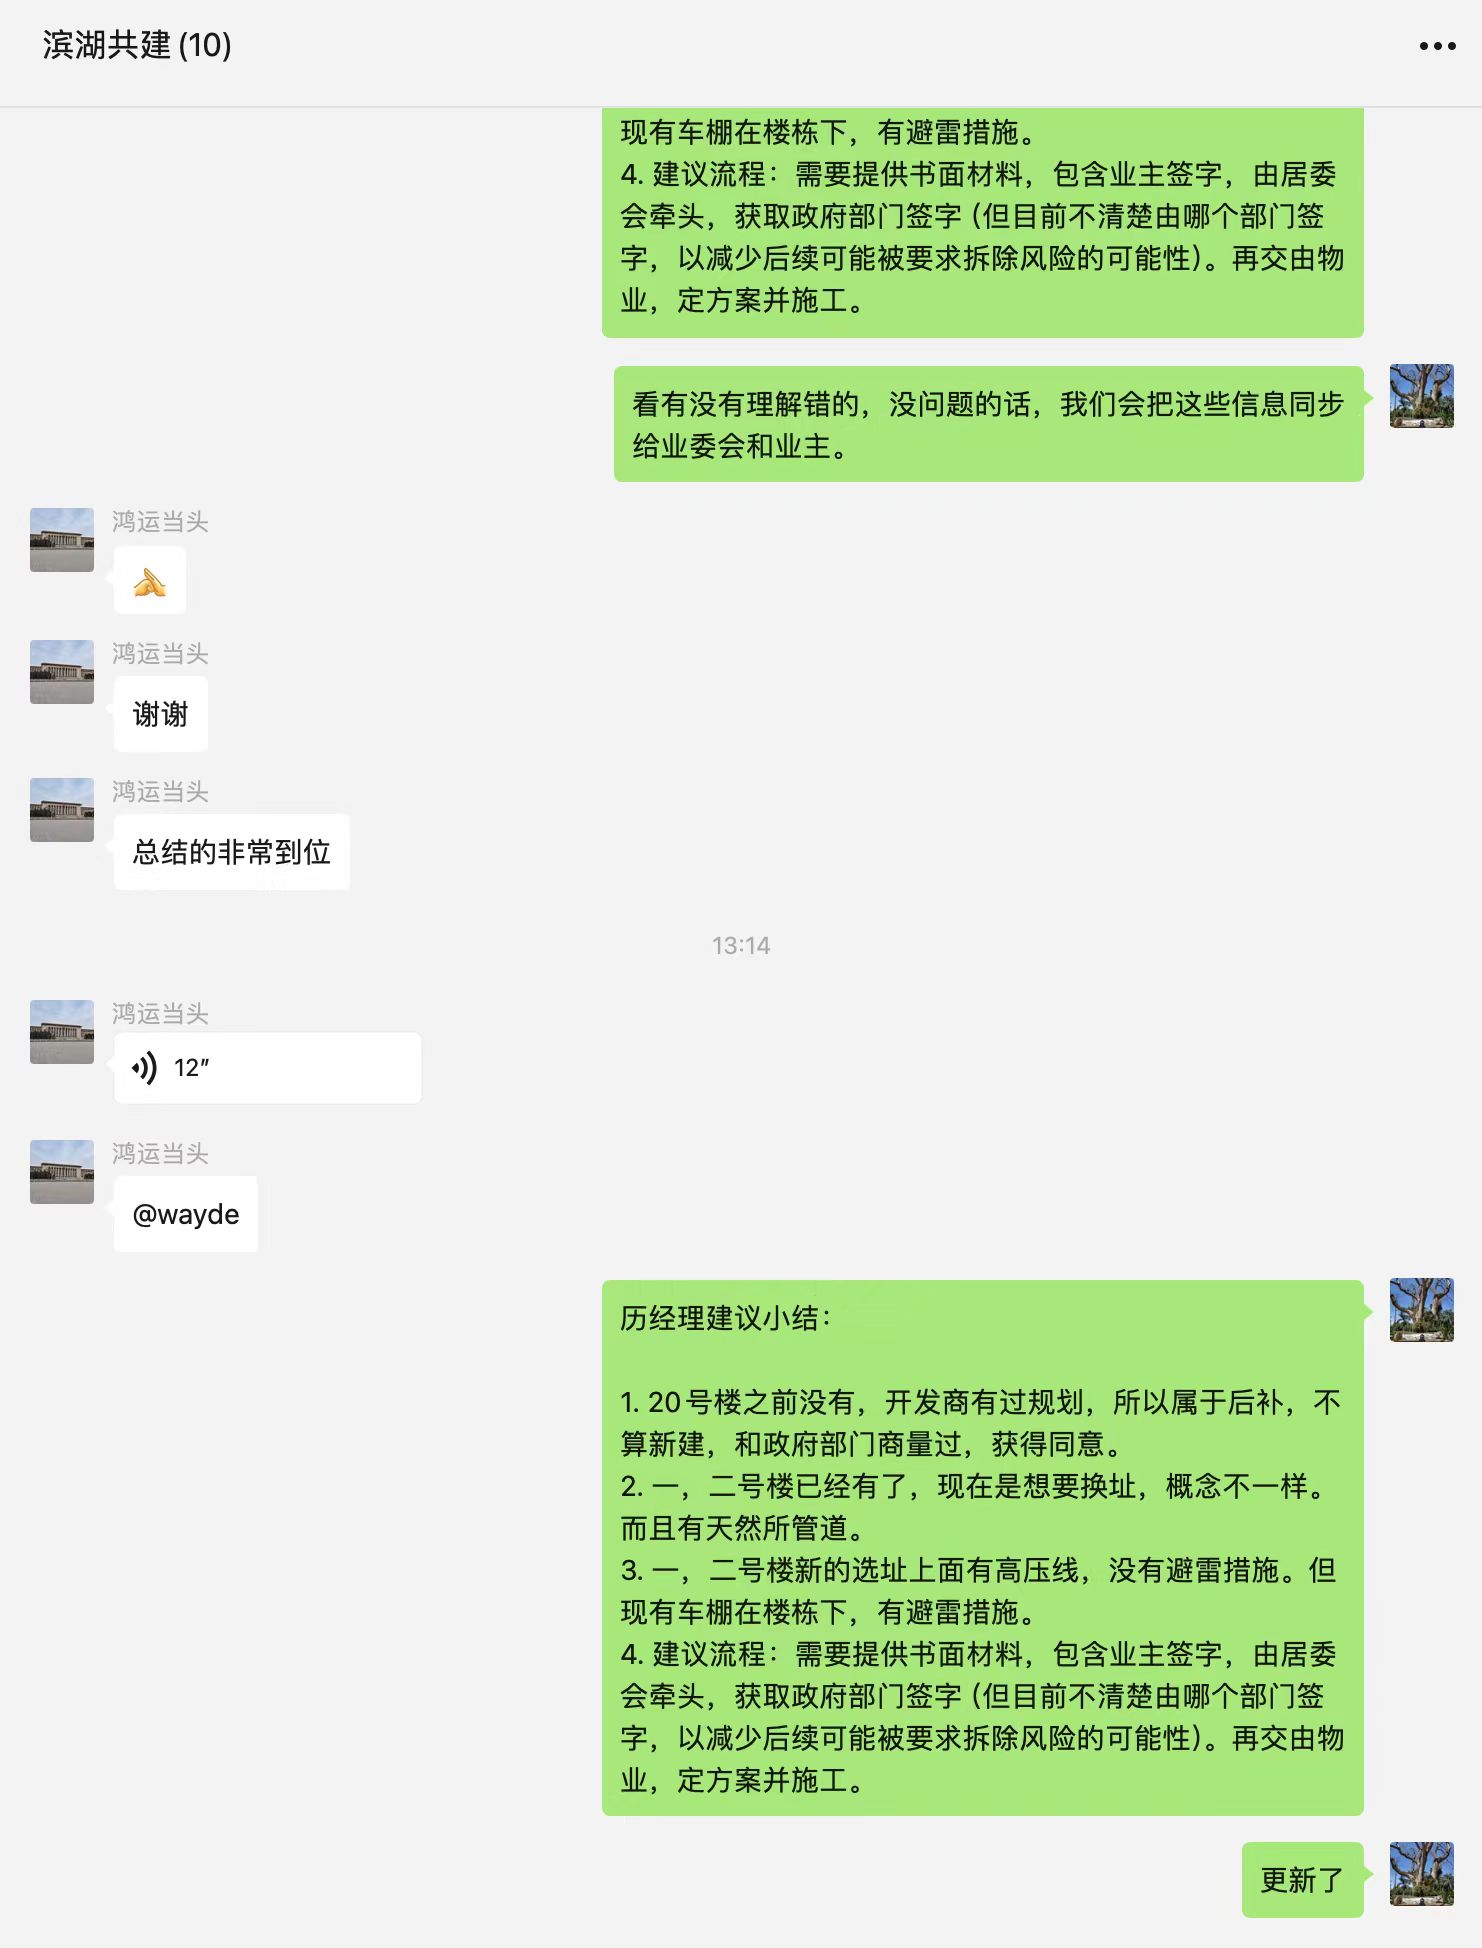 滨湖共建 (10)
现有车棚在楼栋下，有避雷措施。
4. 建议流程：需要提供书面材料，包含业主签字，由居委
会牵头，获取政府部门签字（但目前不清楚由哪个部门签
字，以减少后续可能被要求拆除风险的可能性）。再交由物
业，定方案并施工。
看有没有理解错的，没问题的话，我们会把这些信息同步
给业委会和业主。
鸿运当头
鸿运当头
谢谢
鸿运当头
总结的非常到位
13:14
鸿运当头
12"
鸿运当头
@wayde
历经理建议小结：
1. 20号楼之前没有，开发商有过规划，所以属于后补，不
算新建，和政府部门商量过，获得同意。
2. 一，二号楼已经有了，现在是想要换址，概念不一样。
而且有天然所管道。
3. 一，二号楼新的选址上面有高压线，没有避雷措施。但
现有车棚在楼栋下，有避雷措施。
4. 建议流程：需要提供书面材料，包含业主签字，由居委
会牵头，获取政府部门签字（但目前不清楚由哪个部门签
字，以减少后续可能被要求拆除风险的可能性）。再交由物
业，定方案并施工。
更新了